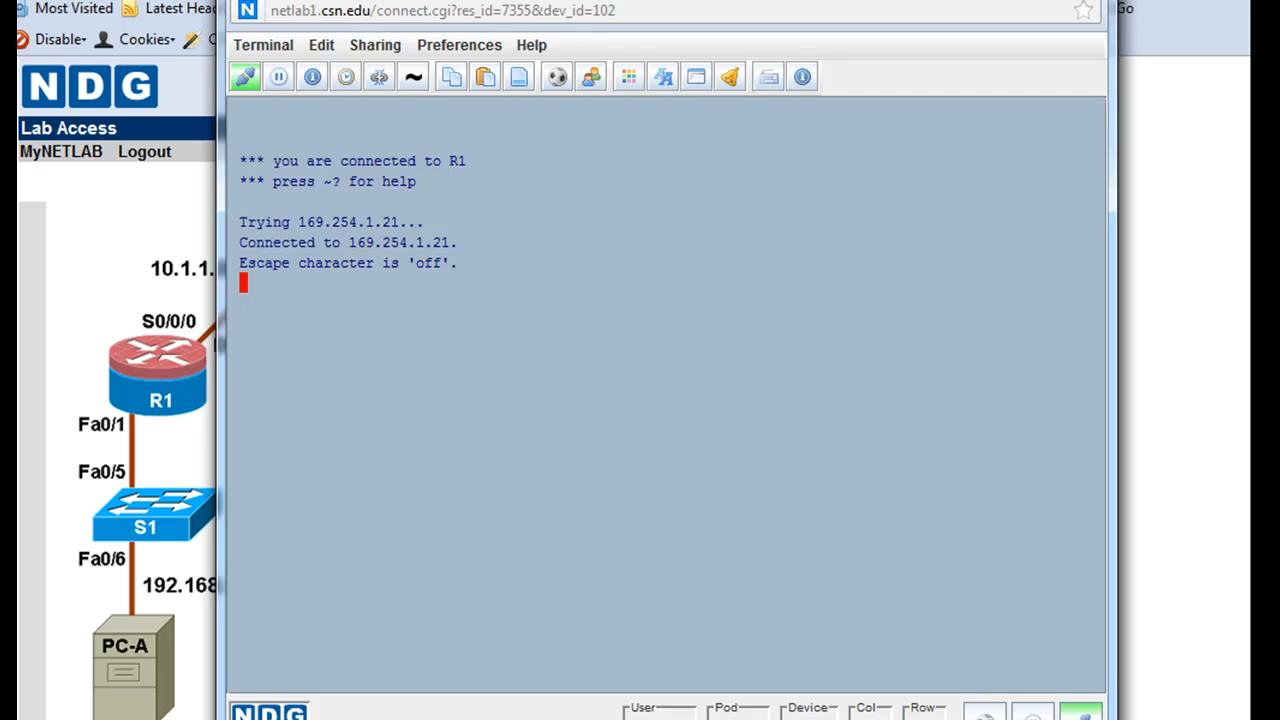 Most Visited
Latest Head
Disable
Cookies
netlab1.csn.edu/connect.cgi?res_id=7355&dev_id=102
Go
Terminal Edit Sharing Preferences Help
NDG
Lab Access
MyNETLAB Logout
*** you are connected to R1
*** press ~? for help
Trying 169.254.1.21...
Connected to 169.254.1.21.
Escape character is 'off'.
10.1.1.
S0/0/0
R1
Fa0/1
Fa0/5
S1
Fa0/6
192.168
PC-A
NDG
User Pod Device Col Row